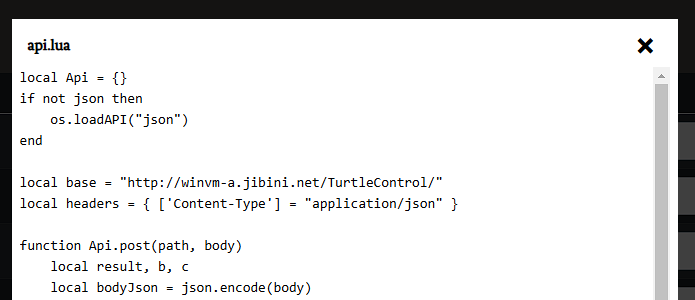 api.lua
local Api = {}
if not json then
    os.loadAPI("json")
end

local base = "http://winvm-a.jibini.net/TurtleControl/"
local headers = { ['Content-Type'] = "application/json" }

function Api.post(path, body)
    local result, b, c
    local bodyJson = json.encode(body)